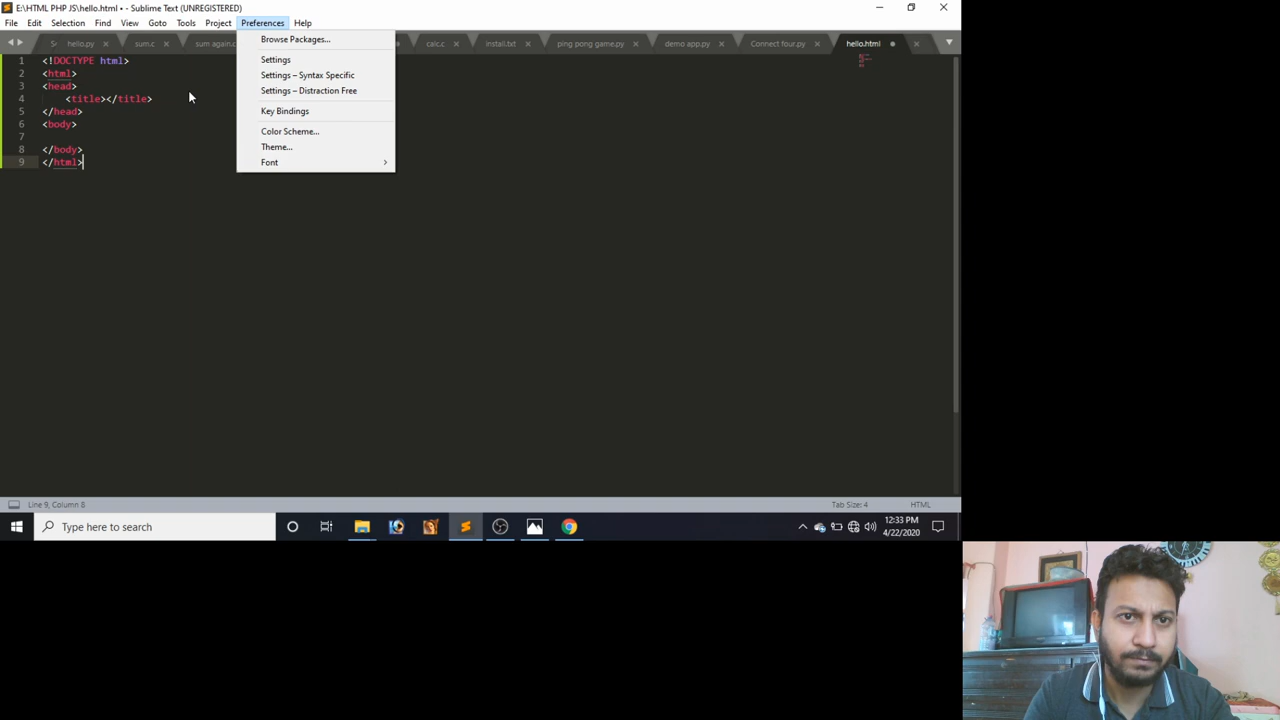 E:\HTML PHP JS\hello.html • - Sublime Text (UNREGISTERED)
File Edit Selection Find View Goto Tools Project Preferences Help
hello.py sum.c sum again.c calc.c install.txt ping pong game.py demo app.py Connect four.py hello.html
Browse Packages...
Settings
Settings – Syntax Specific
Settings – Distraction Free
Key Bindings
Color Scheme...
Theme...
Font
1 <!DOCTYPE html>
2 <html>
3 <head>
4 <title></title>
5 </head>
6 <body>
7
8 </body>
9 </html>
Line 9, Column 8 Tab Size: 4 HTML
Type here to search
12:33 PM
4/22/2020